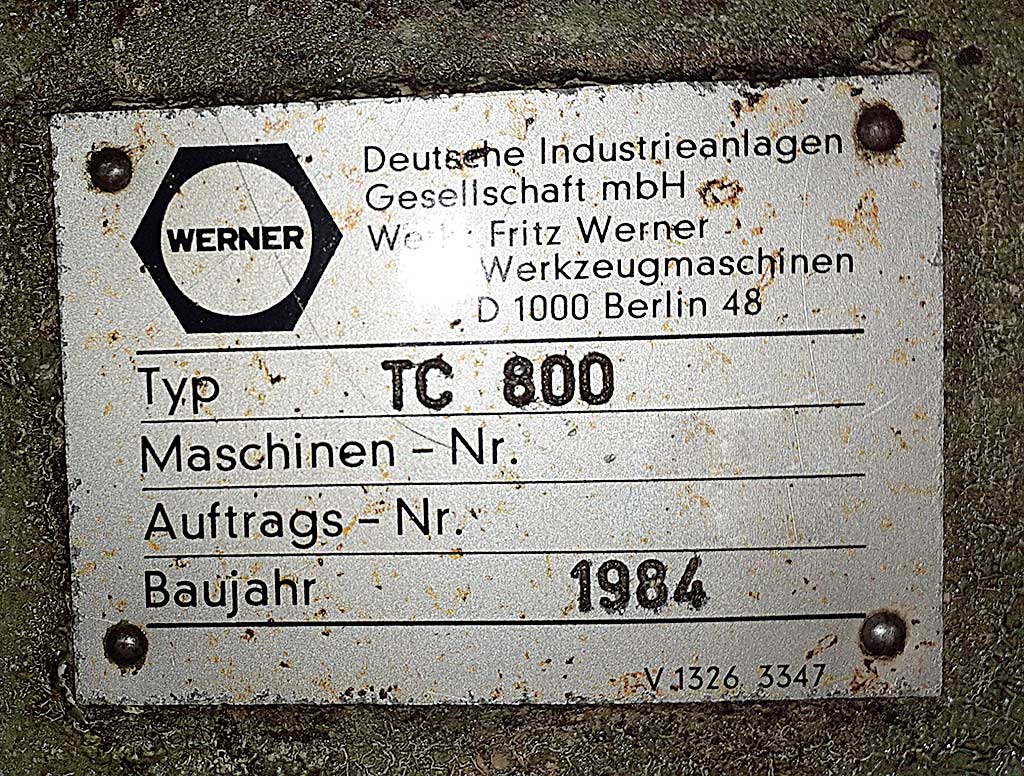 WERNER
Deutsche Industrieanlagen
Gesellschaft mbH
Fritz Werner
Werkzeugmaschinen
D 1000 Berlin 48
Typ TC 800
Maschinen - Nr.
Auftrags - Nr.
Baujahr 1984
V 1326 3347